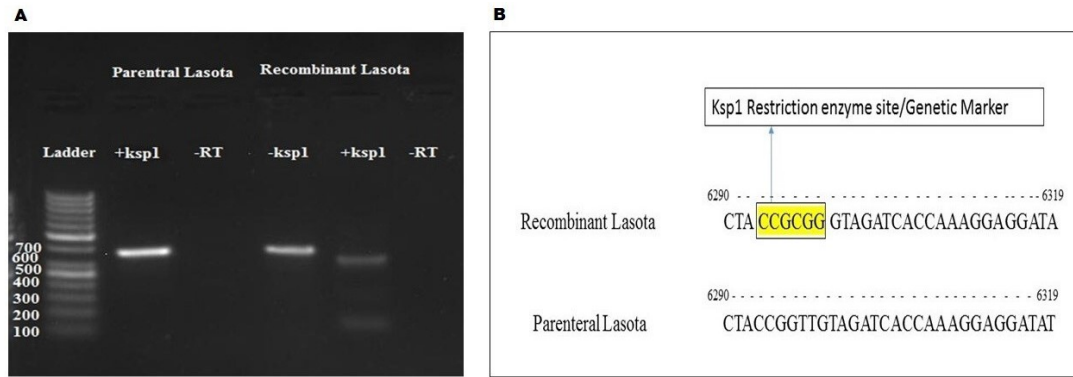 A
Parentral Lasota
Recombinant Lasota
Ladder
+ksp1
-RT
-ksp1
+ksp1
-RT
700
600
500
400
300
200
100
B
Ksp1 Restriction enzyme site/Genetic Marker
6290 - - - - - - - - - - - - - - - - - - - - - - - - - - - - 6319
Recombinant Lasota CTA CCGCGG GTAGATCACCAAAGGAGGATA
6290 - - - - - - - - - - - - - - - - - - - - - - - - - - - - 6319
Parenteral Lasota CTACCGGTTGTAGATCACCAAAGGAGGATAT